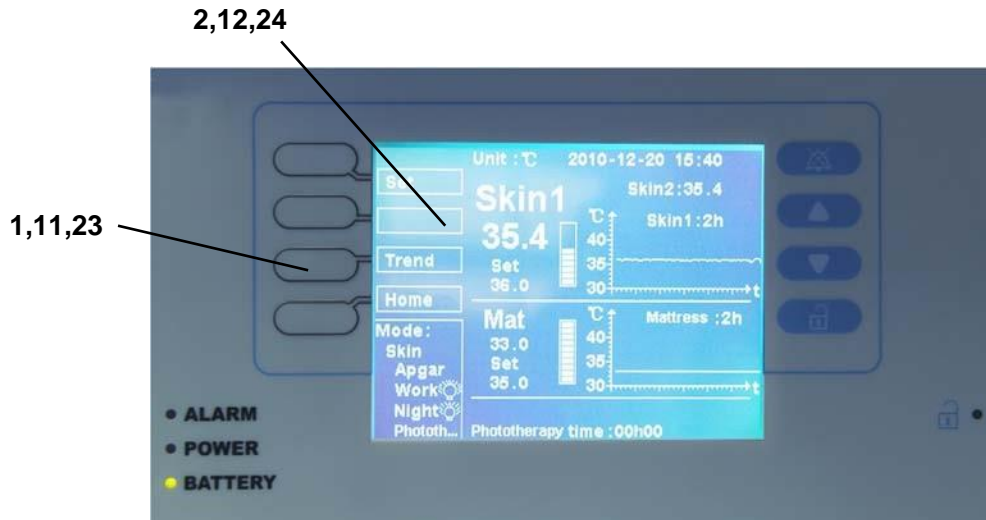 2,12,24
1,11,23
Unit : ℃ 2010-12-20 15:40
Set
Skin1
Skin2:35.4
35.4
℃
Skin1:2h
40
35
30
t
Trend
Set
36.0
Home
Mat
33.0
Set
35.0
℃
Mattress :2h
40
35
30
t
Mode:
Skin
Apgar
Work
Night
Phototh...
Phototherapy time :00h00
ALARM
POWER
BATTERY